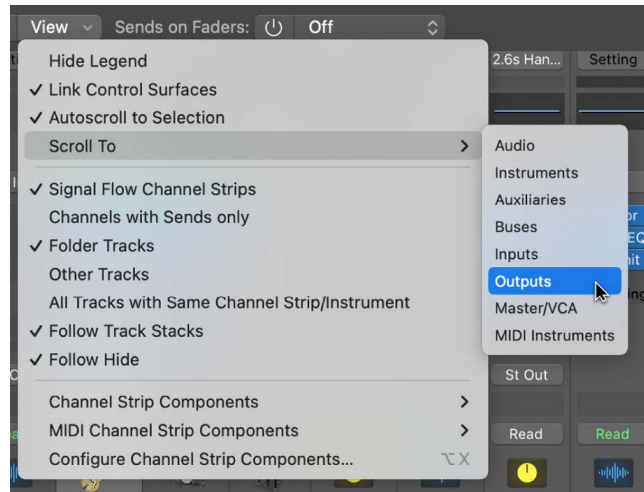 View Sends on Faders: Off
Hide Legend
2.6s Han... Setting
✓ Link Control Surfaces
✓ Autoscroll to Selection
Scroll To
Audio
Instruments
✓ Signal Flow Channel Strips
Auxiliaries
Channels with Sends only
Buses
✓ Folder Tracks
Inputs
Other Tracks
Outputs
All Tracks with Same Channel Strip/Instrument
Master/VCA
✓ Follow Track Stacks
MIDI Instruments
✓ Follow Hide
St Out
Channel Strip Components
MIDI Channel Strip Components
Read Read
Configure Channel Strip Components... ⌥ X